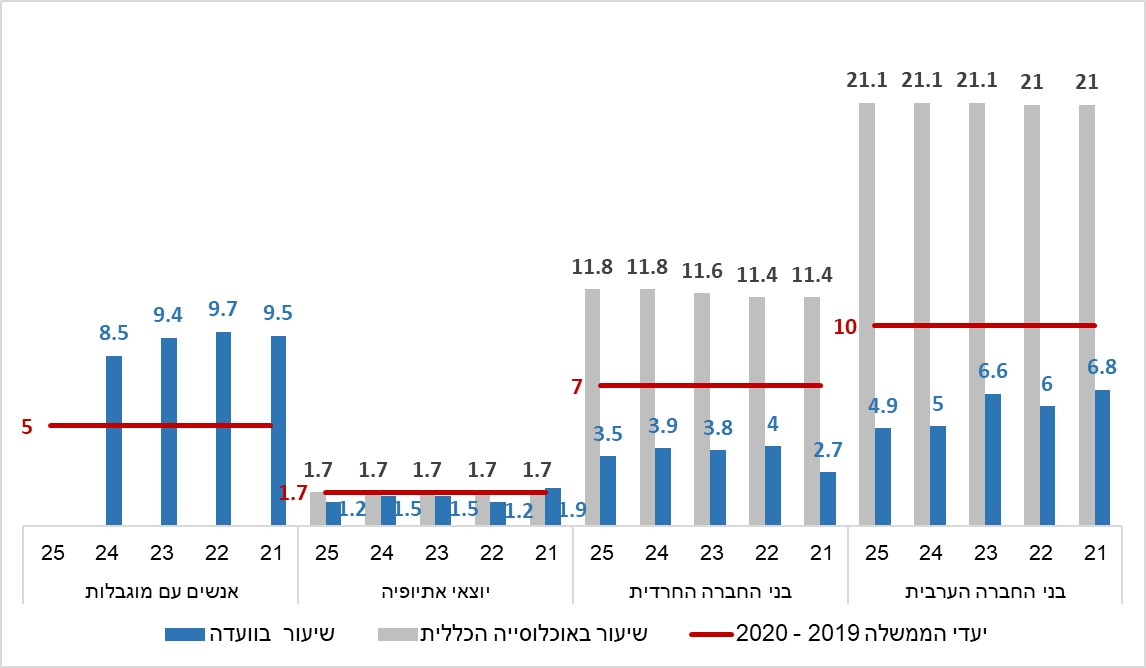 21.1 21.1 21.1 21 21
11.8 11.8 11.6 11.4 11.4
10
9.5 9.7 9.4 8.5
7
6.8 6 6.6 5 4.9
5
2.7 4 3.8 3.9 3.5
1.7 1.7 1.7 1.7 1.7
1.7
1.9 1.2 1.5 1.5 1.2
21 22 23 24 25 21 22 23 24 25 21 22 23 24 25 21 22 23 24 25
בני החברה הערבית בני החברה החרדית יוצאי אתיופיה אנשים עם מוגבלות
יעדי הממשלה 2019 - 2020 שיעור באוכלוסייה הכללית שיעור בוועדה